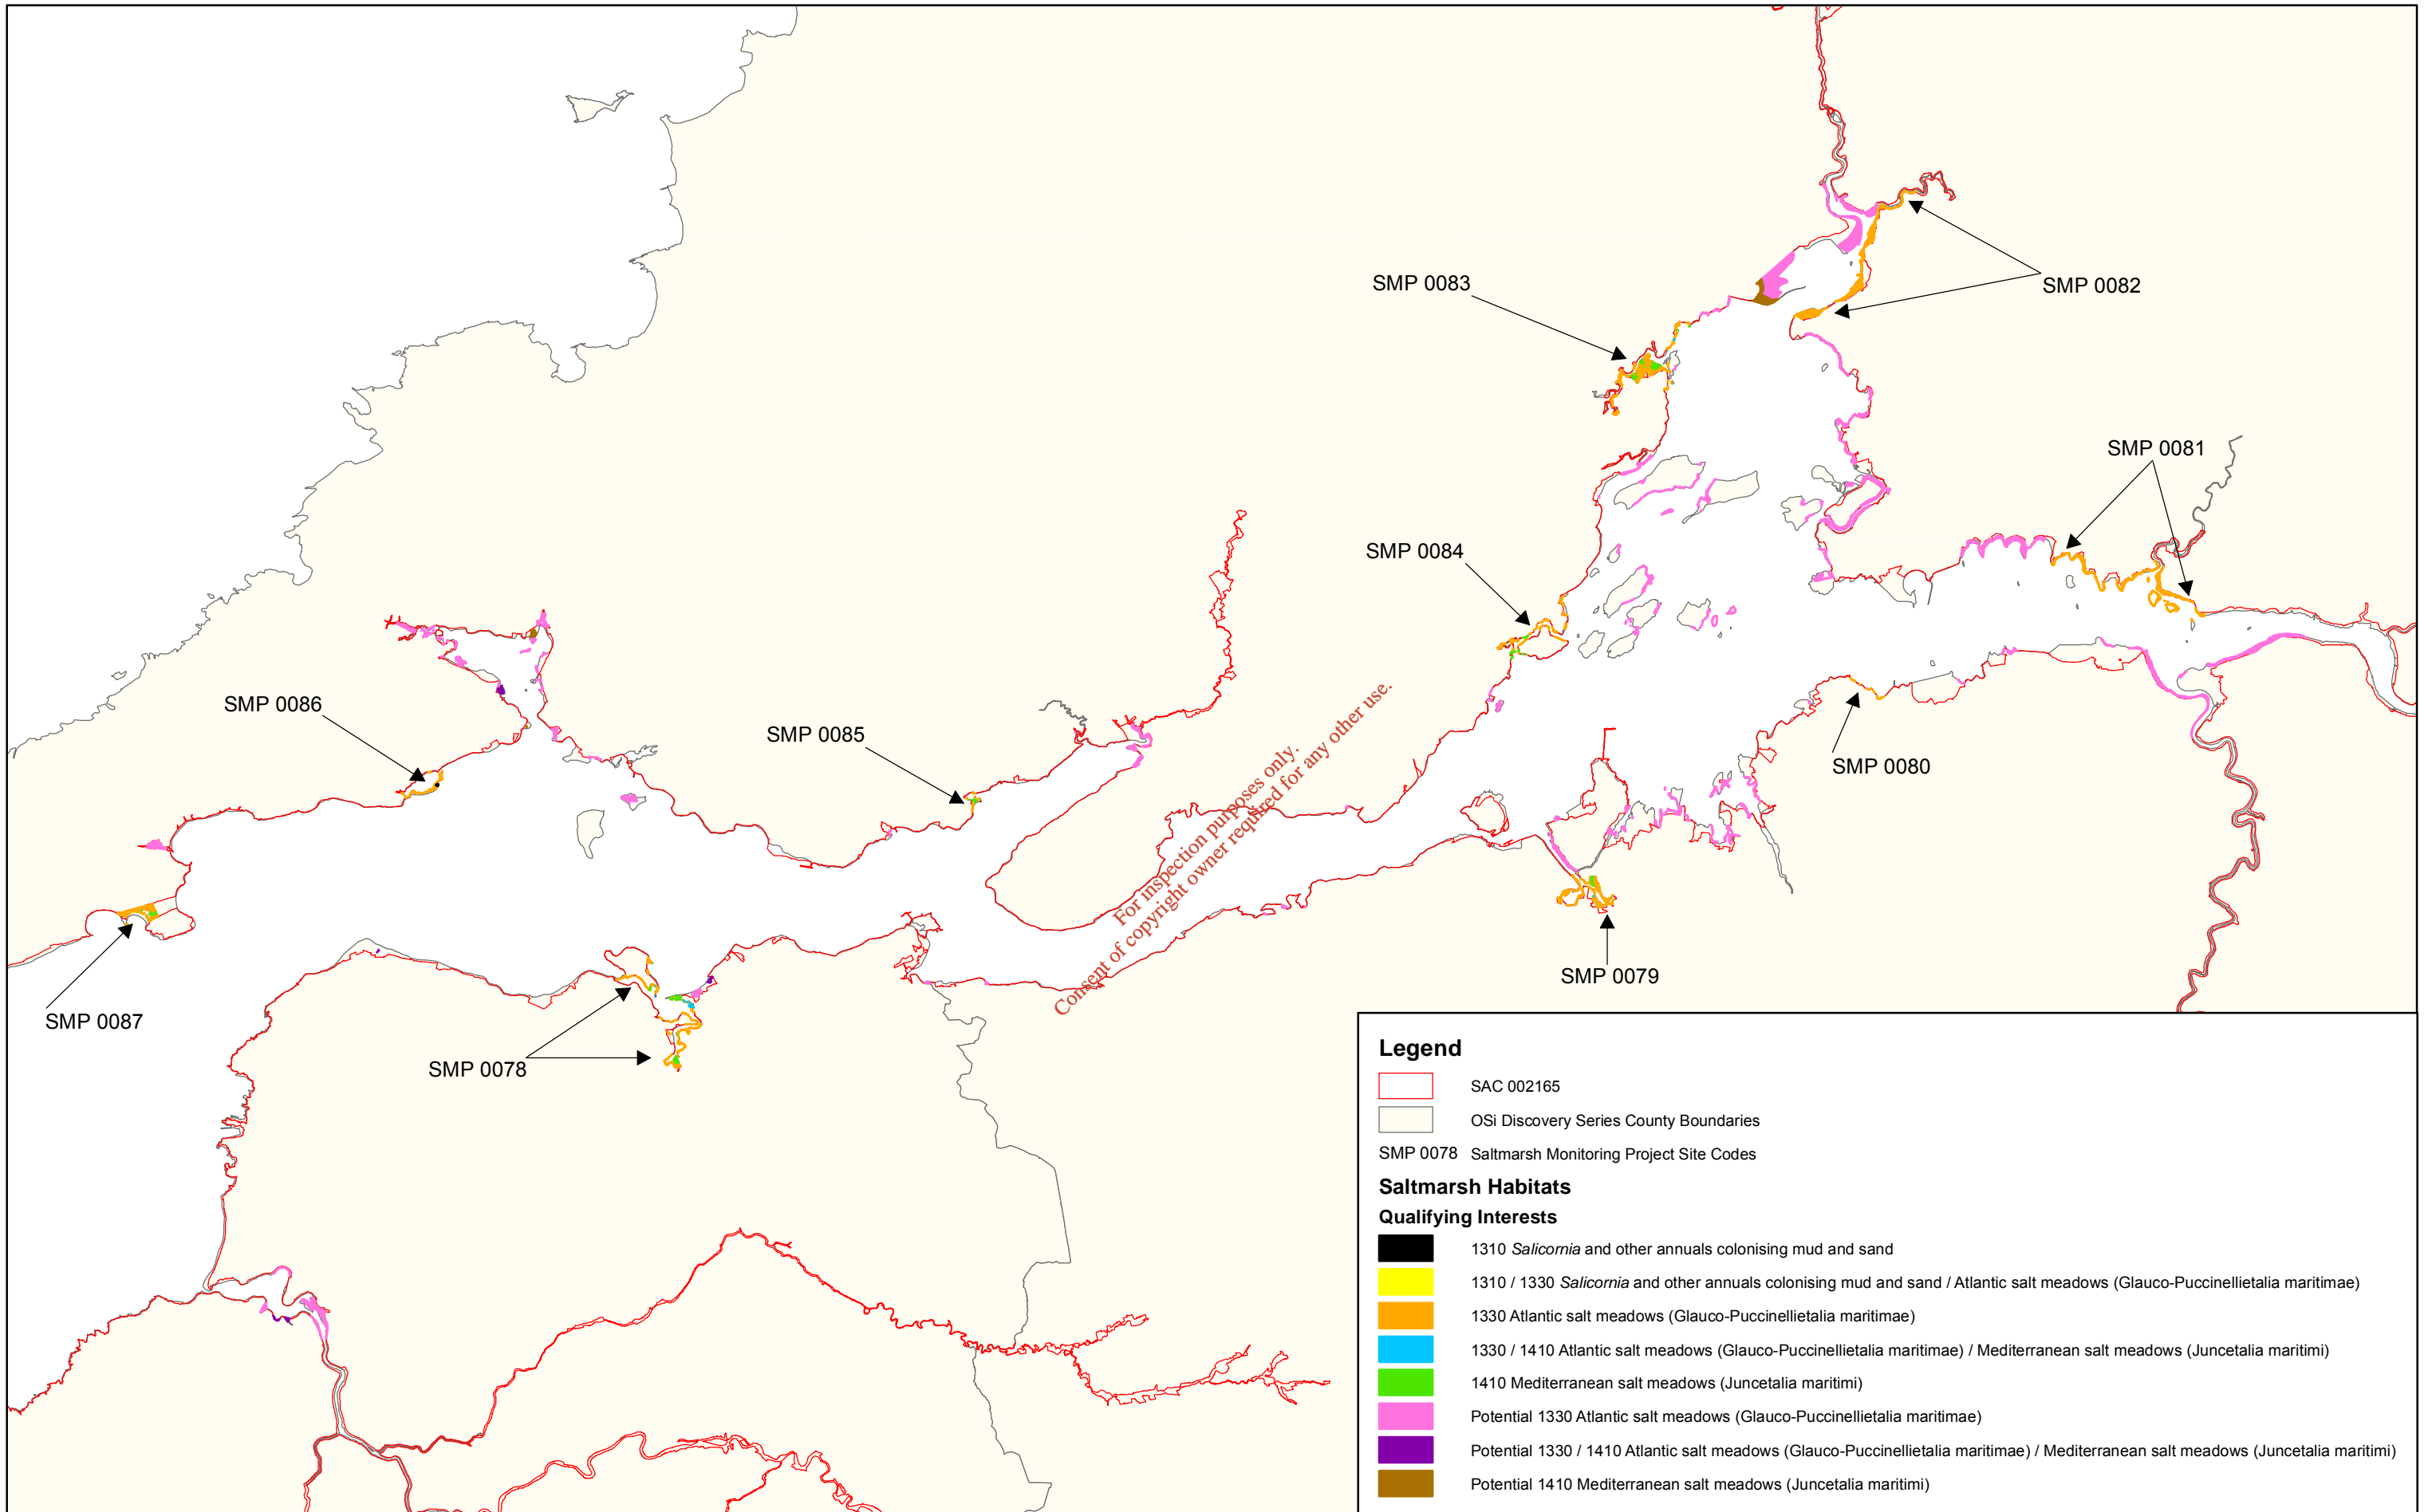 SMP 0083
SMP 0082
SMP 0081
SMP 0084
SMP 0086
SMP 0085
SMP 0080
SMP 0079
SMP 0087
SMP 0078
For inspection purposes only.
Consent of copyright owner required for any other use.
Legend
SAC 002165
OSi Discovery Series County Boundaries
SMP 0078 Saltmarsh Monitoring Project Site Codes
Saltmarsh Habitats
Qualifying Interests
1310 Salicornia and other annuals colonising mud and sand
1310 / 1330 Salicornia and other annuals colonising mud and sand / Atlantic salt meadows (Glauco-Puccinellietalia maritimae)
1330 Atlantic salt meadows (Glauco-Puccinellietalia maritimae)
1330 / 1410 Atlantic salt meadows (Glauco-Puccinellietalia maritimae) / Mediterranean salt meadows (Juncetalia maritimi)
1410 Mediterranean salt meadows (Juncetalia maritimi)
Potential 1330 Atlantic salt meadows (Glauco-Puccinellietalia maritimae)
Potential 1330 / 1410 Atlantic salt meadows (Glauco-Puccinellietalia maritimae) / Mediterranean salt meadows (Juncetalia maritimi)
Potential 1410 Mediterranean salt meadows (Juncetalia maritimi)